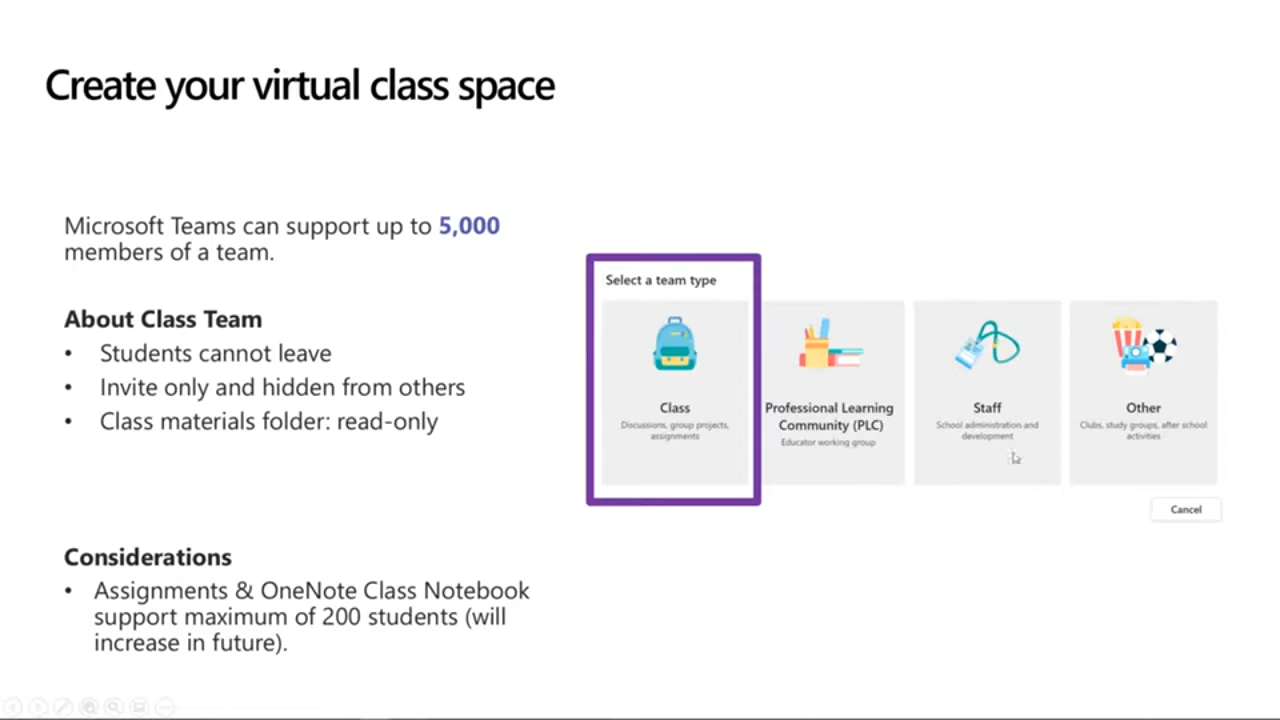 Create your virtual class space
Microsoft Teams can support up to 5,000
members of a team.
About Class Team
• Students cannot leave
• Invite only and hidden from others
• Class materials folder: read-only
Considerations
• Assignments & OneNote Class Notebook
support maximum of 200 students (will
increase in future).
Select a team type
Class
Discussions, group projects,
assignments
Professional Learning
Community (PLC)
Educator working group
Staff
School administration and
development
Other
Clubs, study groups, after school
activities
Cancel